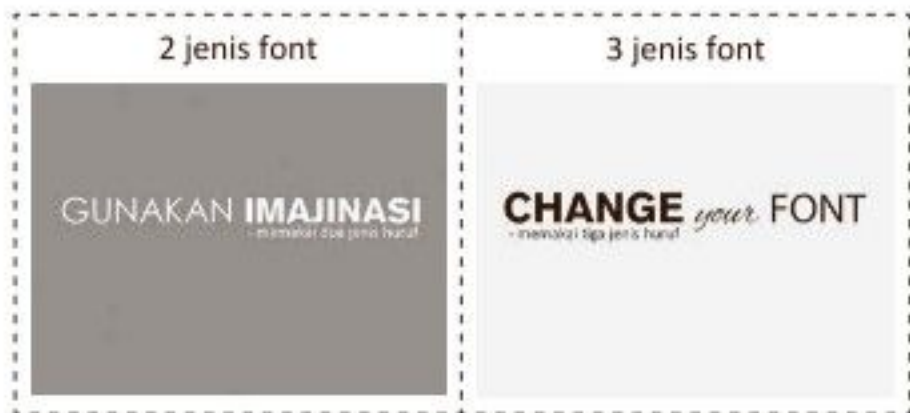 2 jenis font
GUNAKAN IMAJINASI
- memakai dua jenis huruf
3 jenis font
CHANGE your FONT
- memakai tiga jenis huruf